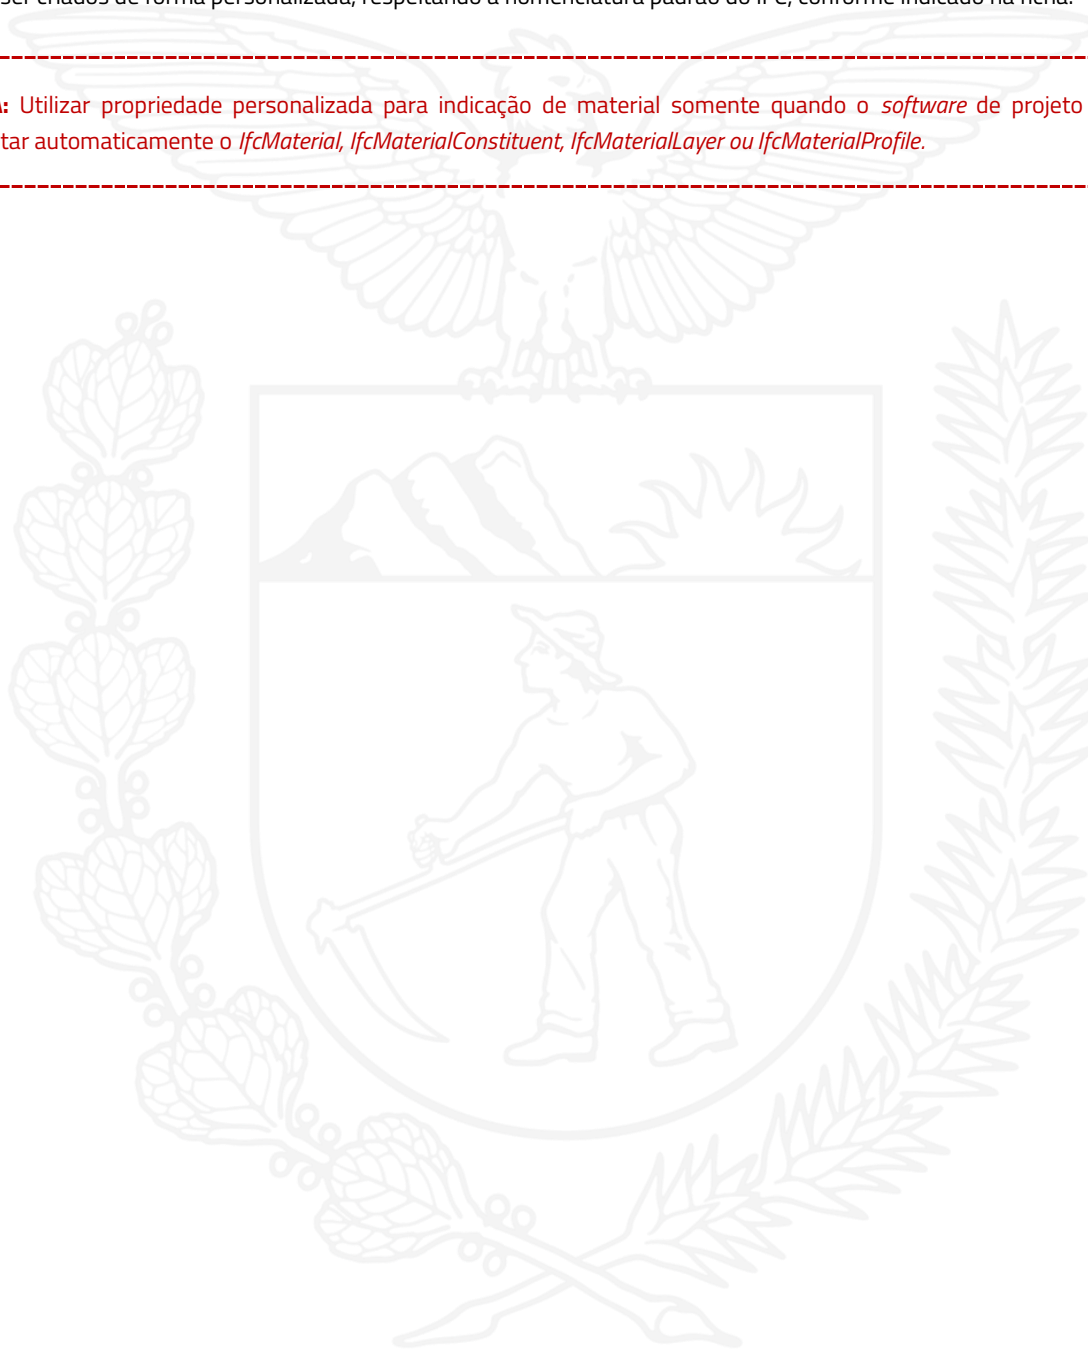 ser criados de forma personalizada, respeitando a nomenclatura padrão do IFC, conforme indicado na ficha.
: Utilizar propriedade personalizada para indicação de material somente quando o software de projeto
tar automaticamente o IfcMaterial, IfcMaterialConstituent, IfcMaterialLayer ou IfcMaterialProfile.